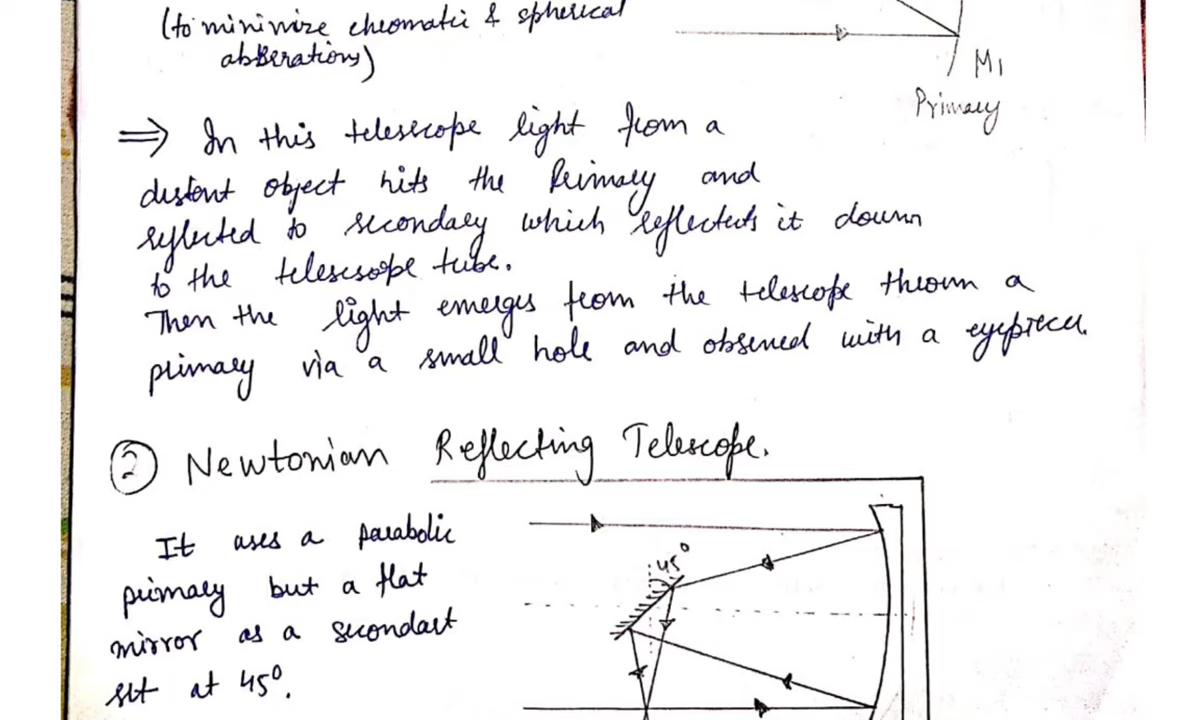 (to minimize chromatic & spherical
abberations)
M1
Primary
⇒ In this telescope light from a
distant object hits the Primary and
reflected to secondary which reflects it down
to the telescope tube.
Then the light emerges from the telescope
primary via a small hole and observed with a eyepiece.
② Newtonian Reflecting Telescope.
It uses a parabolic
primary but a flat
mirror as a
set at 45°.
45°